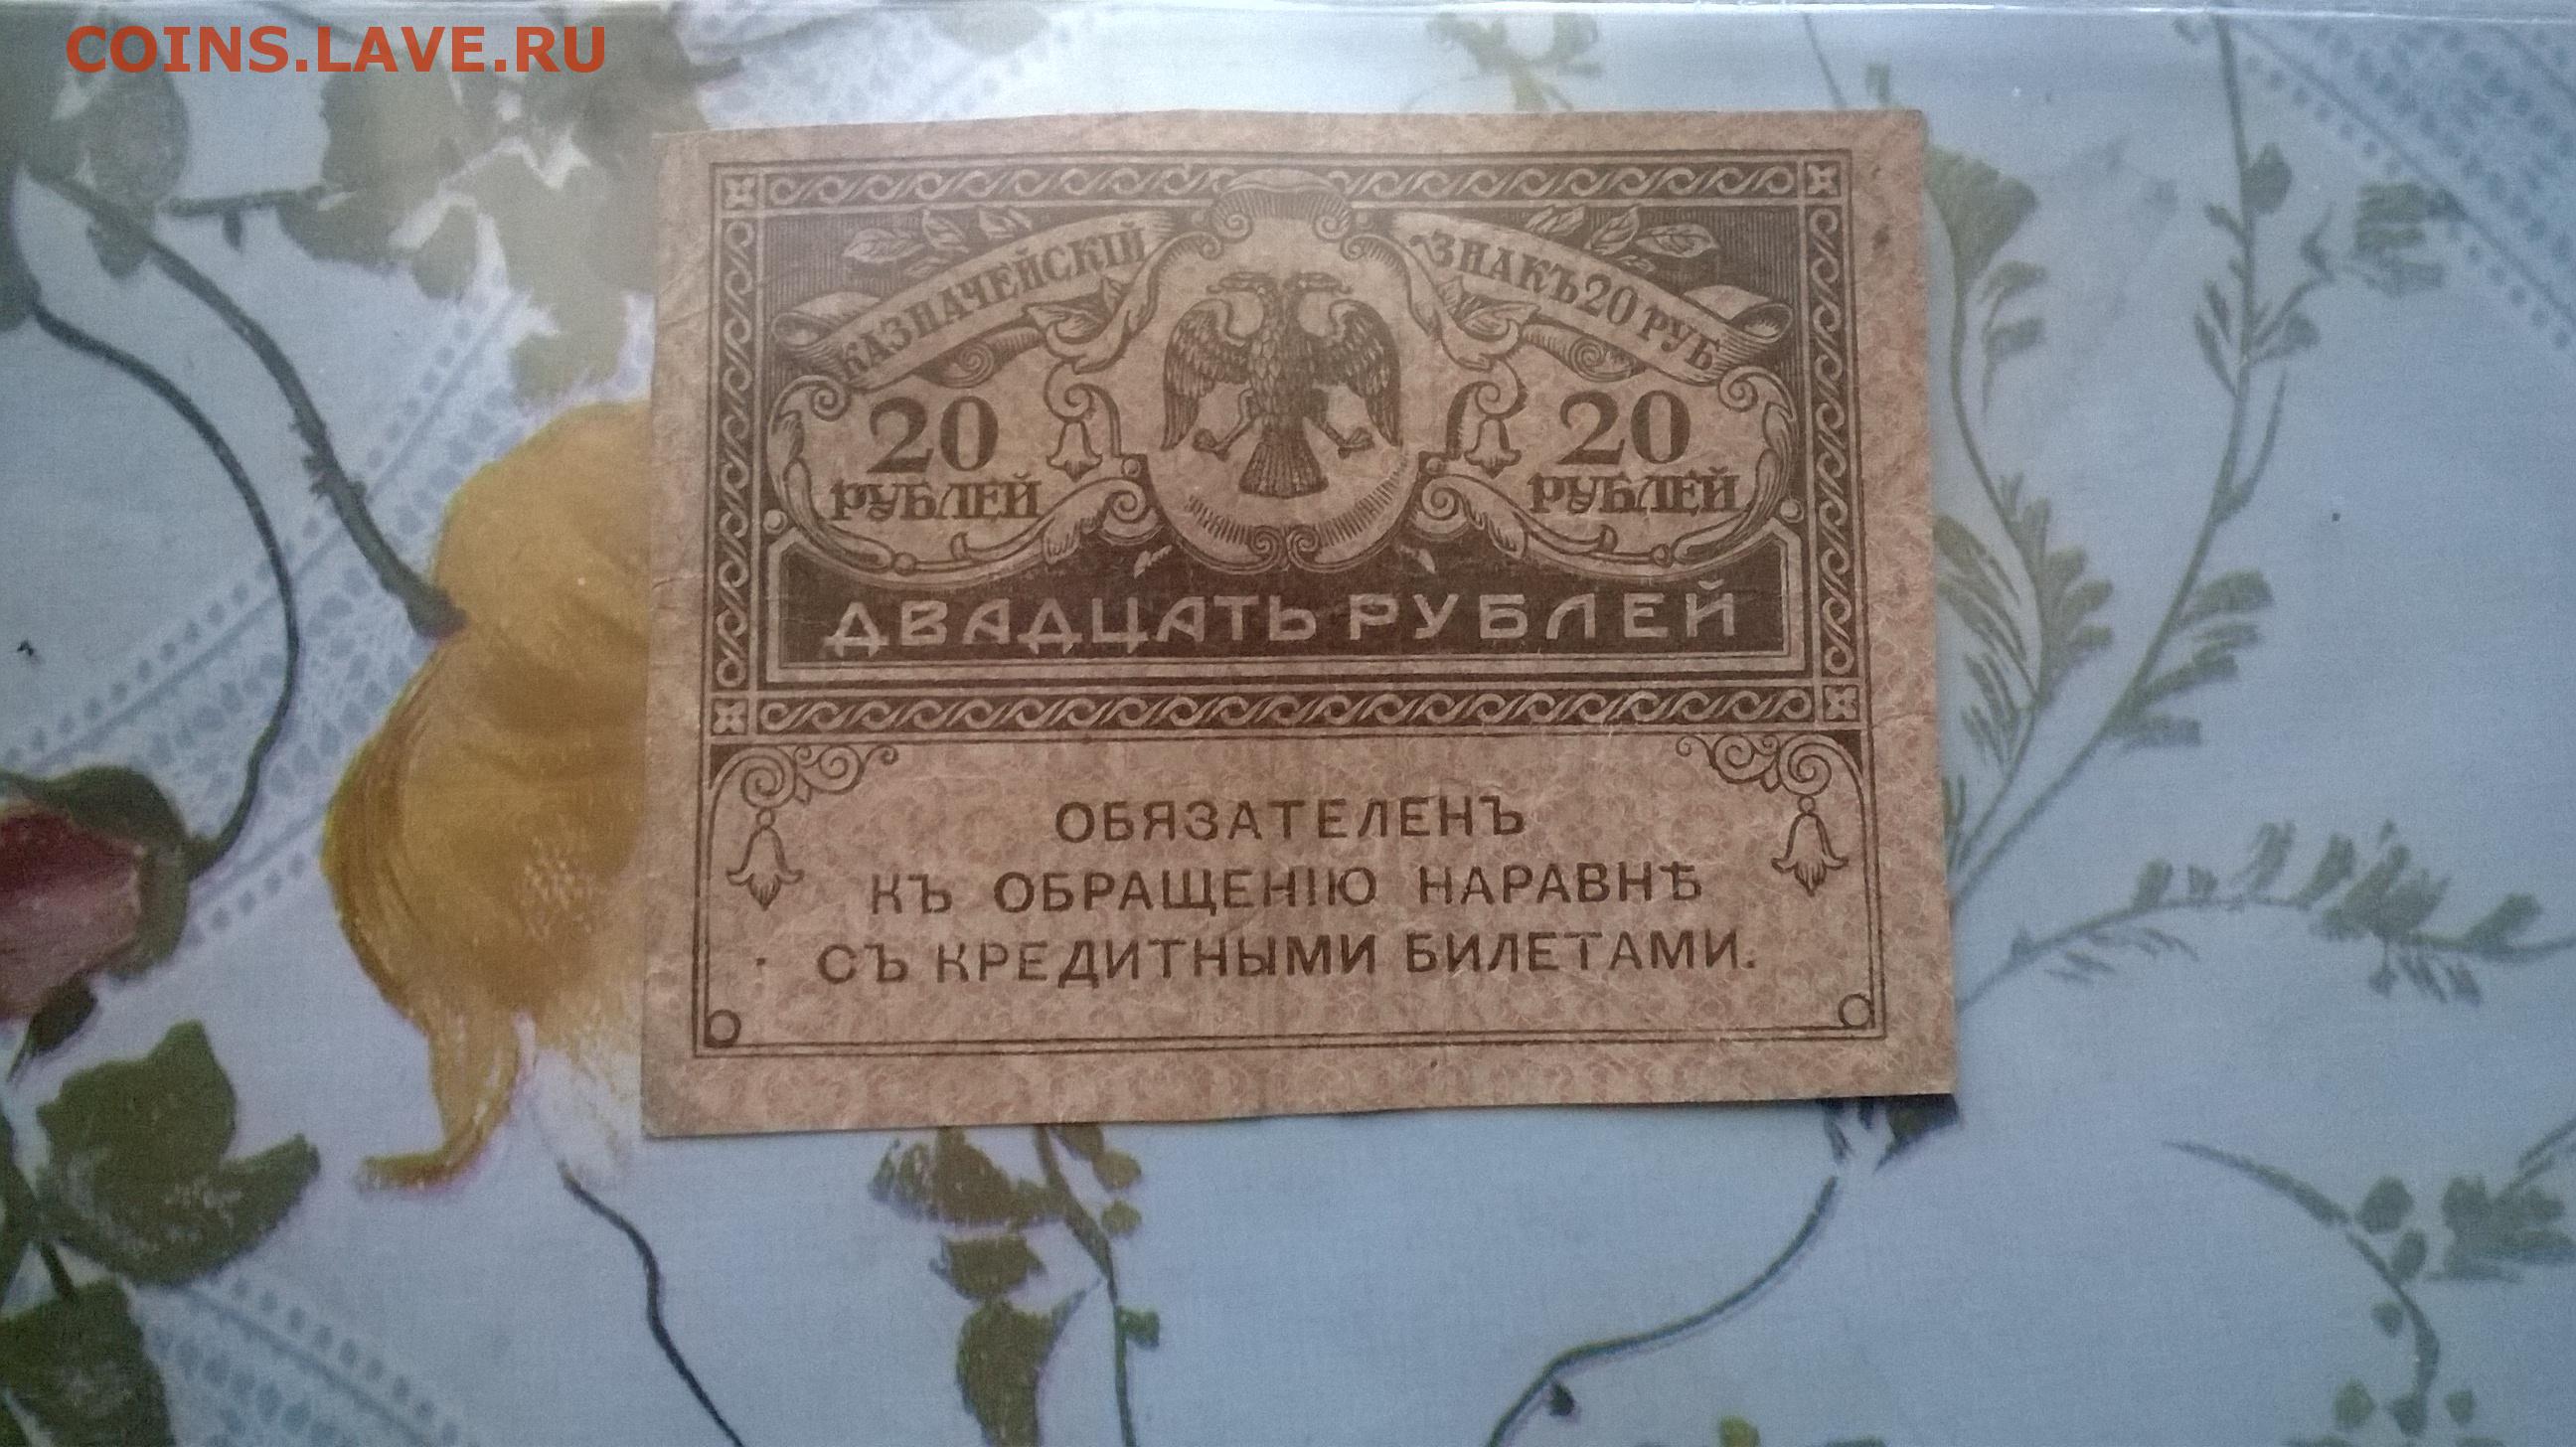 COINS.LAVE.RU
КАЗНАЧЕЙСКІЙ ЗНАКЪ 20 РУБ
20 20
РУБЛЕЙ РУБЛЕЙ
ДВАДЦАТЬ РУБЛЕЙ
ОБЯЗАТЕЛЕНЪ
КЪ ОБРАЩЕНІЮ НАРАВНѢ
СЪ КРЕДИТНЫМИ БИЛЕТАМИ.